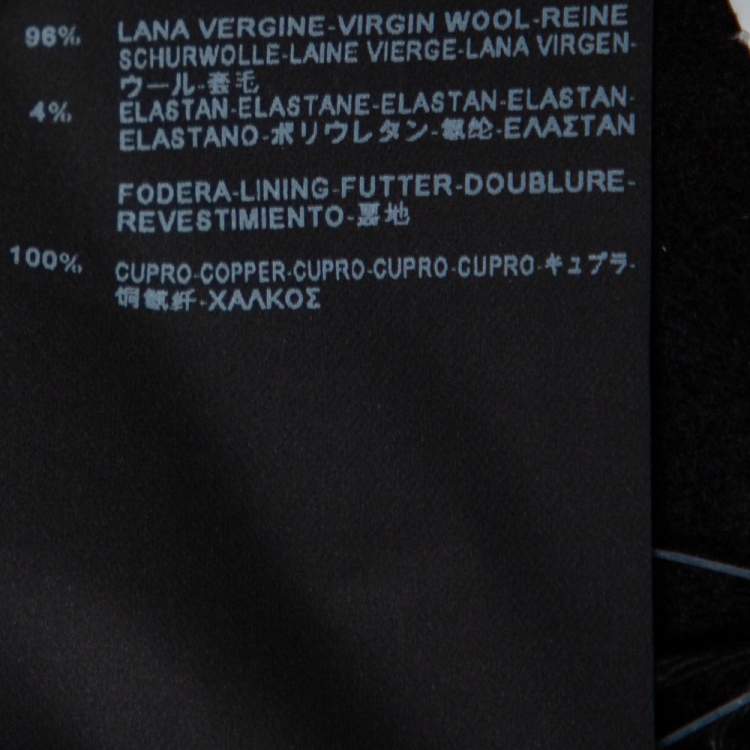 96%, LANA VERGINE-VIRGIN WOOL-REINE
SCHURWOLLE-LAINE VIERGE-LANA VIRGEN-
ウール-套毛
4%, ELASTAN-ELASTANE-ELASTAN-ELASTAN-
ELASTANO-ポリウレタン-氨纶-ΕΛΑΣΤΑΝ
FODERA-LINING-FUTTER-DOUBLURE-
REVESTIMIENTO-裏地
100%, CUPRO-COPPER-CUPRO-CUPRO-CUPRO-キュプラ-
铜氨纤-ΧΑΛΚΟΣ